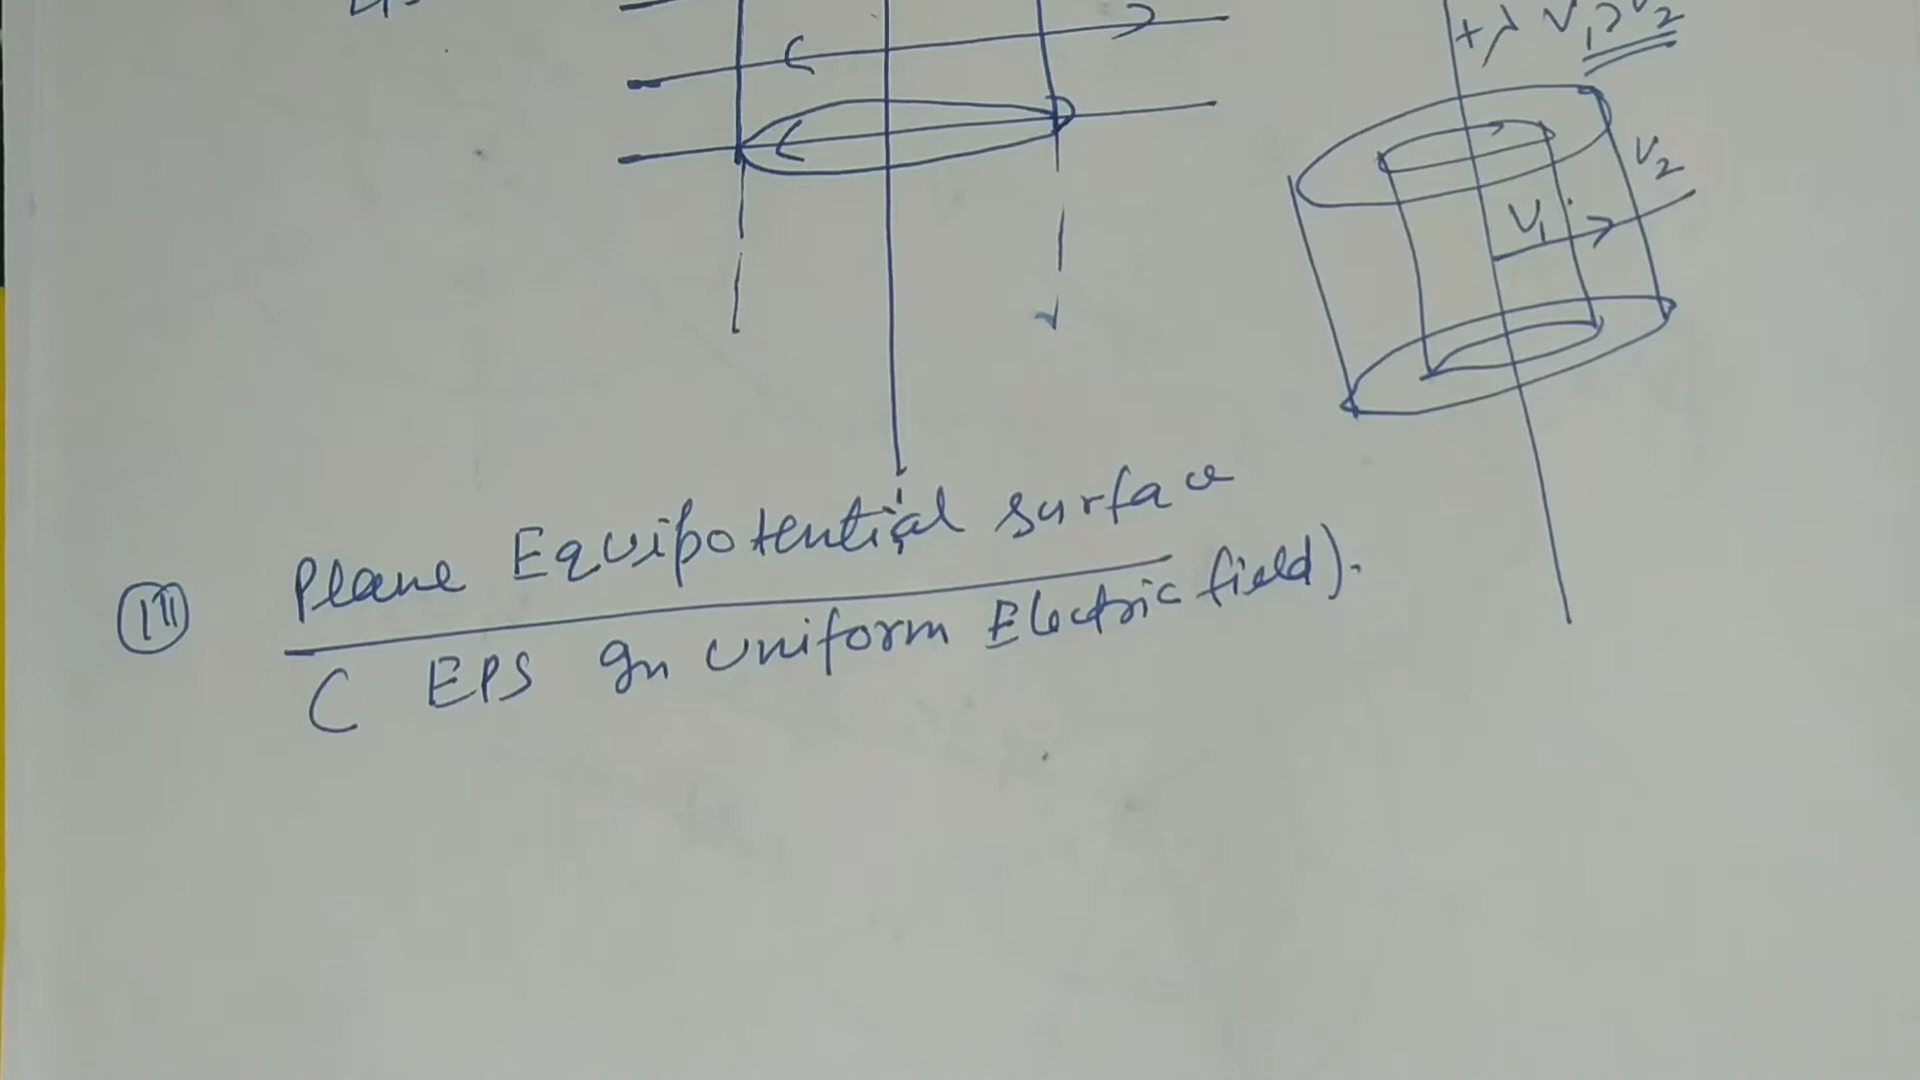 +λ V₁>V₂
V₂
V₁
(III) Plane Equipotential surface
( EPS In uniform Electric field).